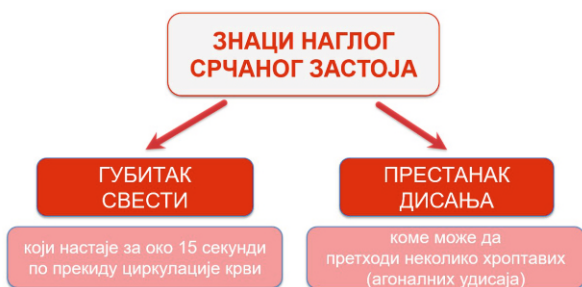 ЗНАЦИ НАГЛОГ
СРЧАНОГ ЗАСТОЈА
ГУБИТАК
СВЕСТИ
који настаје за око 15 секунди
по прекиду циркулације крви
ПРЕСТАНАК
ДИСАЊА
коме може да
претходи неколико хроптавих
(агоналних удисаја)